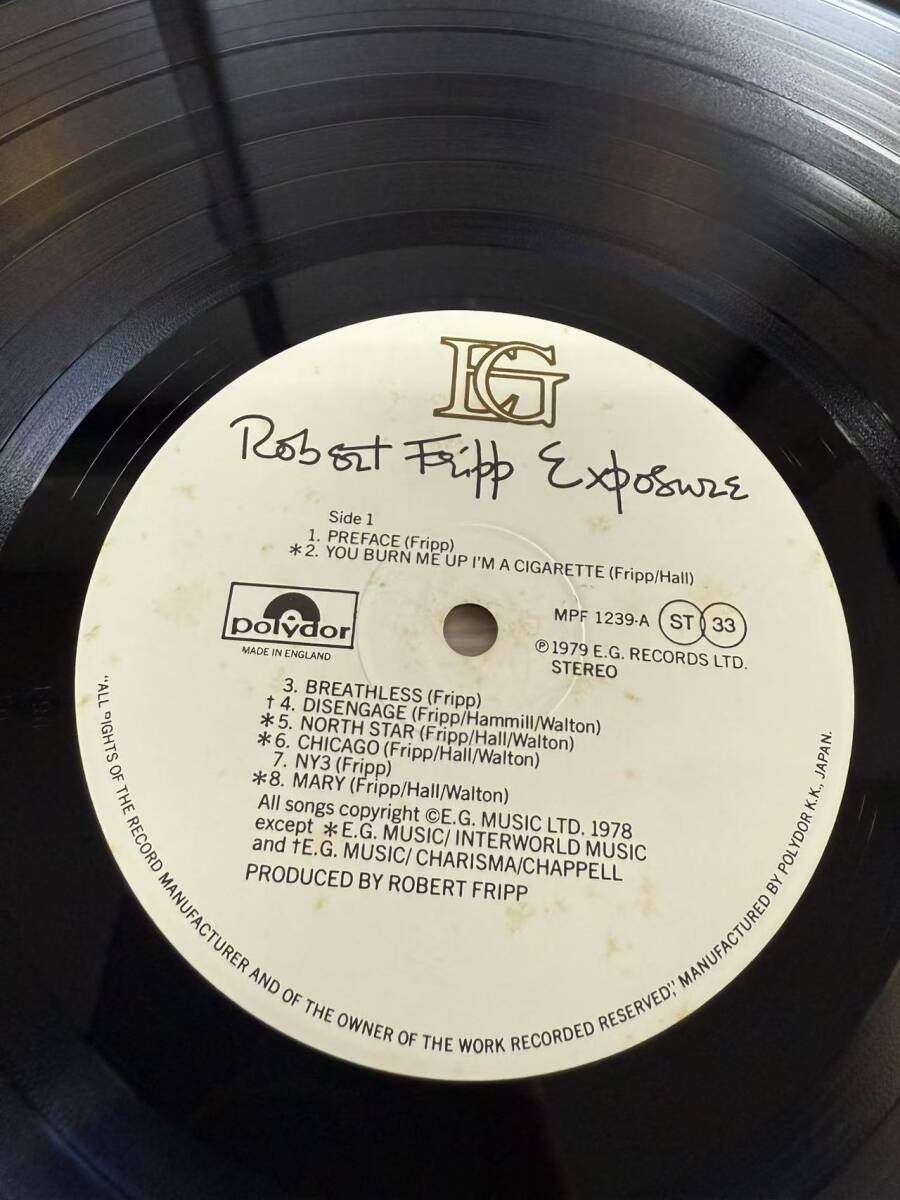 EG
Robert Fripp Exposure
Side 1
1. PREFACE (Fripp)
*2. YOU BURN ME UP I'M A CIGARETTE (Fripp/Hall)
polydor
MADE IN ENGLAND
MPF 1239-A ST 33
℗1979 E.G. RECORDS LTD.
STEREO
3. BREATHLESS (Fripp)
†4. DISENGAGE (Fripp/Hammill/Walton)
*5. NORTH STAR (Fripp/Hall/Walton)
*6. CHICAGO (Fripp/Hall/Walton)
7. NY3 (Fripp)
*8. MARY (Fripp/Hall/Walton)
All songs copyright ©E.G. MUSIC LTD. 1978
except *E.G. MUSIC/ INTERWORLD MUSIC
and †E.G. MUSIC/ CHARISMA/CHAPPELL
PRODUCED BY ROBERT FRIPP
"ALL RIGHTS OF THE RECORD MANUFACTURER AND OF THE OWNER OF THE WORK RECORDED RESERVED", MANUFACTURED BY POLYDOR K.K., JAPAN.